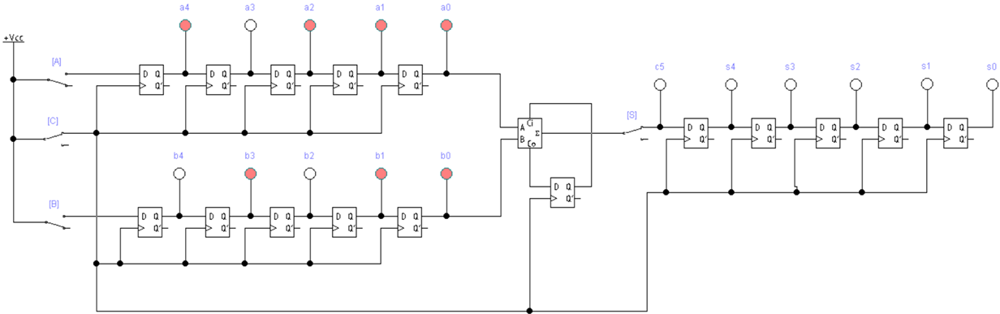 a4 a3 a2 a1 a0
+Vcc
[A]
c5 s4 s3 s2 s1 s0
D Q D Q D Q D Q D Q
Q' Q' Q' Q' Q'
[C]
[S]
A Ci Σ
B Co
D Q D Q D Q D Q D Q
Q' Q' Q' Q' Q'
b4 b3 b2 b1 b0
D Q
Q'
[B]
D Q D Q D Q D Q D Q
Q' Q' Q' Q' Q'